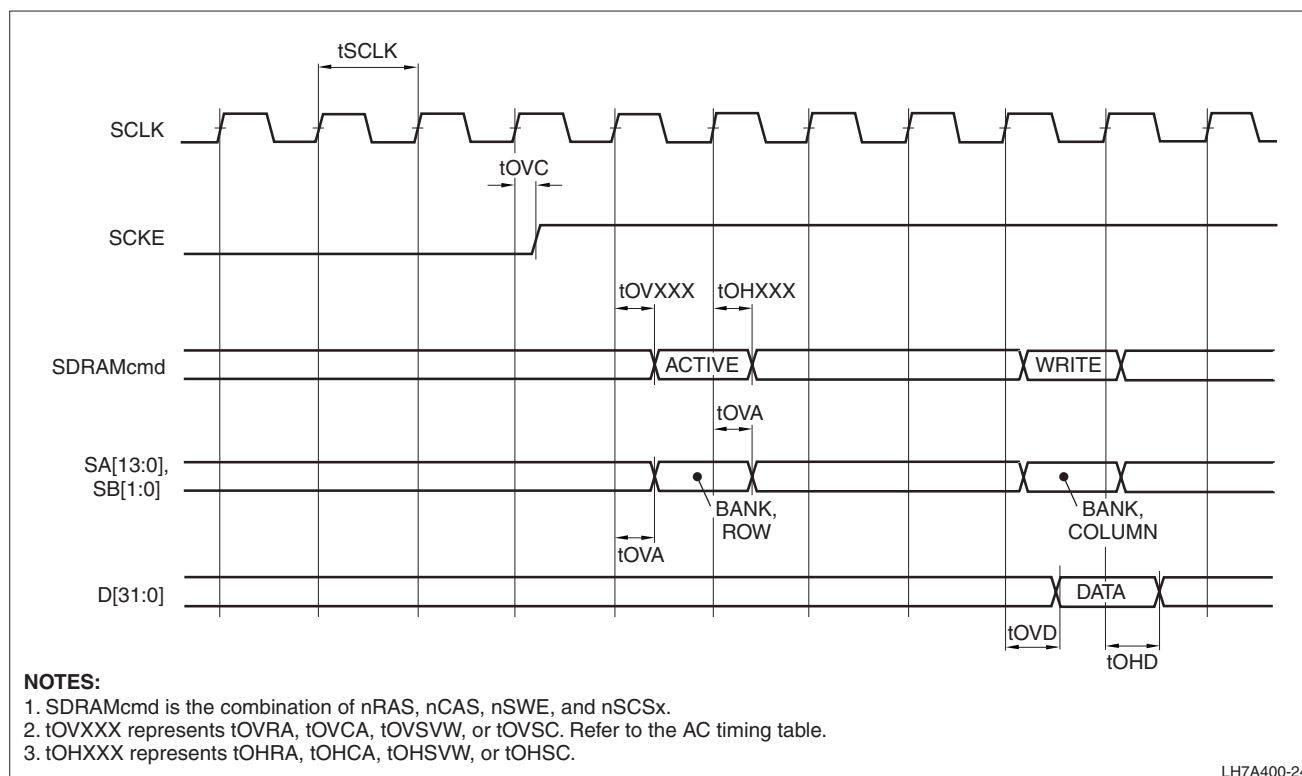 tSCLK
SCLK
tOVC
SCKE
tOVXXX
tOHXXX
SDRAMcmd
ACTIVE
WRITE
tOVA
SA[13:0],
SB[1:0]
BANK,
ROW
BANK,
COLUMN
tOVA
D[31:0]
DATA
tOVD
tOHD
NOTES:
1. SDRAMcmd is the combination of nRAS, nCAS, nSWE, and nSCSx.
2. tOVXXX represents tOVRA, tOVCA, tOVSVW, or tOVSC. Refer to the AC timing table.
3. tOHXXX represents tOHRA, tOHCA, tOHSVW, or tOHSC.